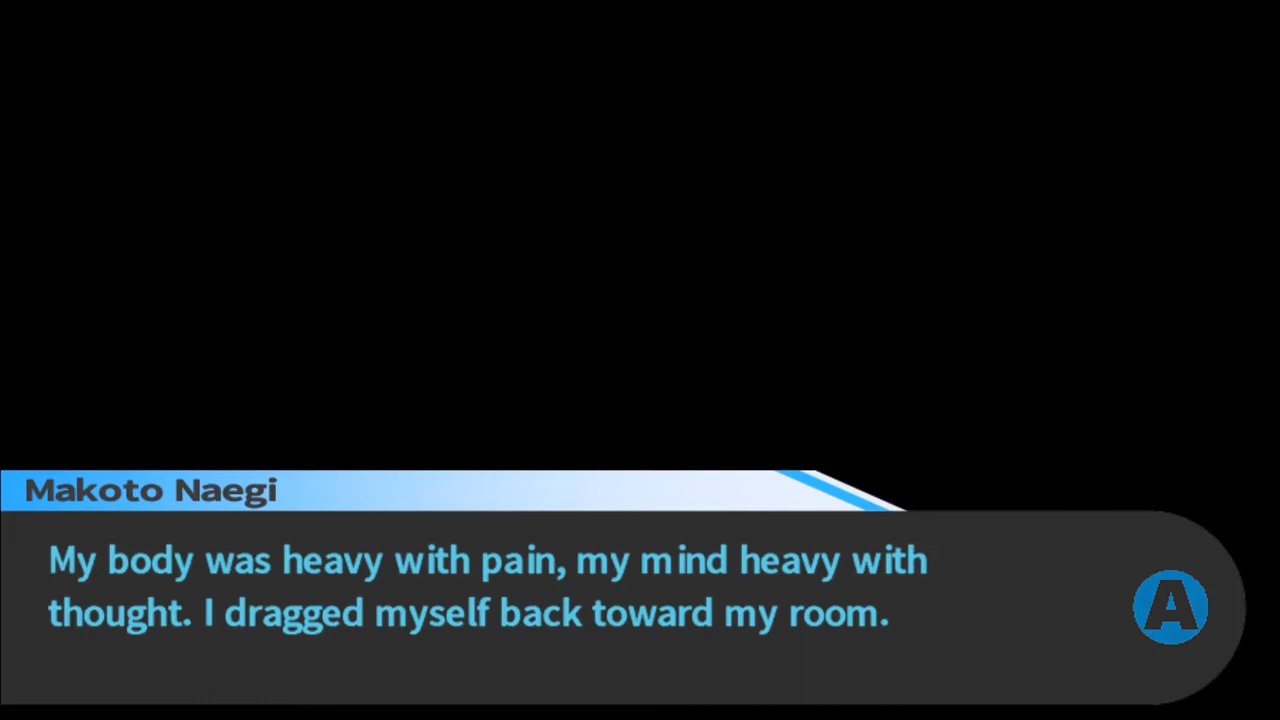 Makoto Naegi
My body was heavy with pain, my mind heavy with
thought. I dragged myself back toward my room.
A